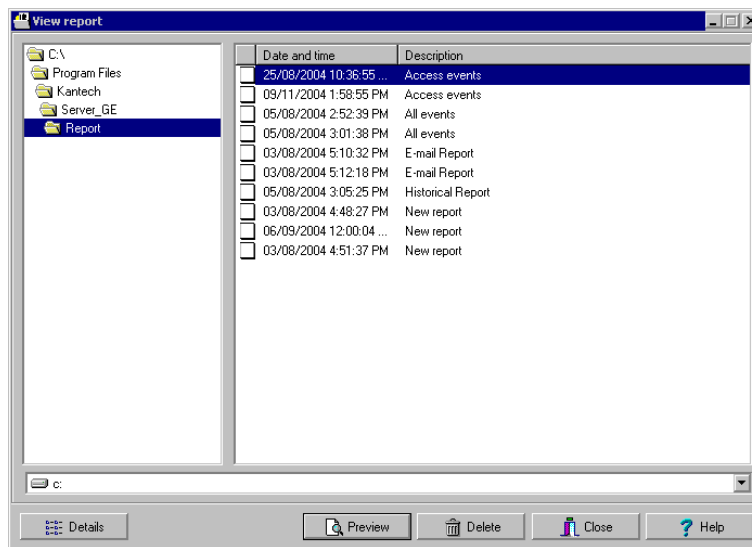 View report
C:\
Program Files
Kantech
Server_GE
Report
Date and time Description
25/08/2004 10:36:55 ... Access events
09/11/2004 1:58:55 PM Access events
05/08/2004 2:52:39 PM All events
05/08/2004 3:01:38 PM All events
03/08/2004 5:10:32 PM E-mail Report
03/08/2004 5:12:18 PM E-mail Report
05/08/2004 3:05:25 PM Historical Report
03/08/2004 4:48:27 PM New report
06/09/2004 12:00:04 ... New report
03/08/2004 4:51:37 PM New report
c:
Details Preview Delete Close Help